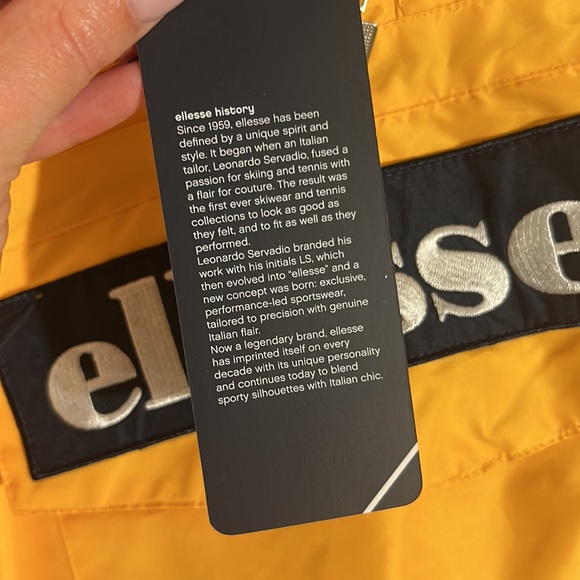 ellesse history
Since 1959, ellesse has been
defined by a unique spirit and
style. It began when an Italian
tailor, Leonardo Servadio, fused a
passion for skiing and tennis with
a flair for couture. The result was
the first ever skiwear and tennis
collections to look as good as
they felt, and to fit as well as they
performed.
Leonardo Servadio branded his
work with his initials LS, which
then evolved into "ellesse" and a
new concept was born: exclusive,
performance-led sportswear,
tailored to precision with genuine
Italian flair.
Now a legendary brand, ellesse
has imprinted itself on every
decade with its unique personality
and continues today to blend
sporty silhouettes with Italian chic.
ellesse